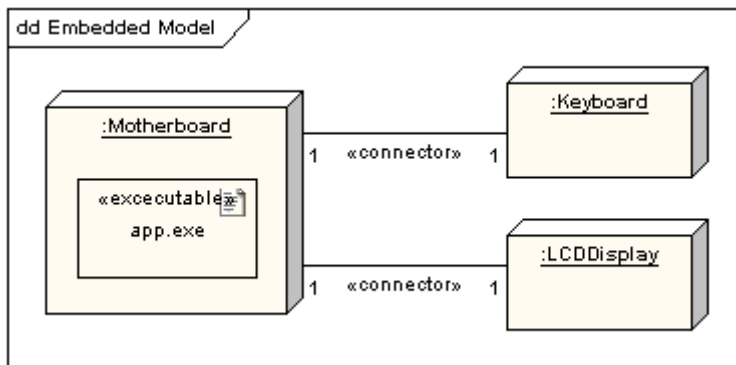 dd Embedded Model
:Motherboard
«excecutable»
app.exe
1 «connector» 1
:Keyboard
1 «connector» 1
:LCDDisplay